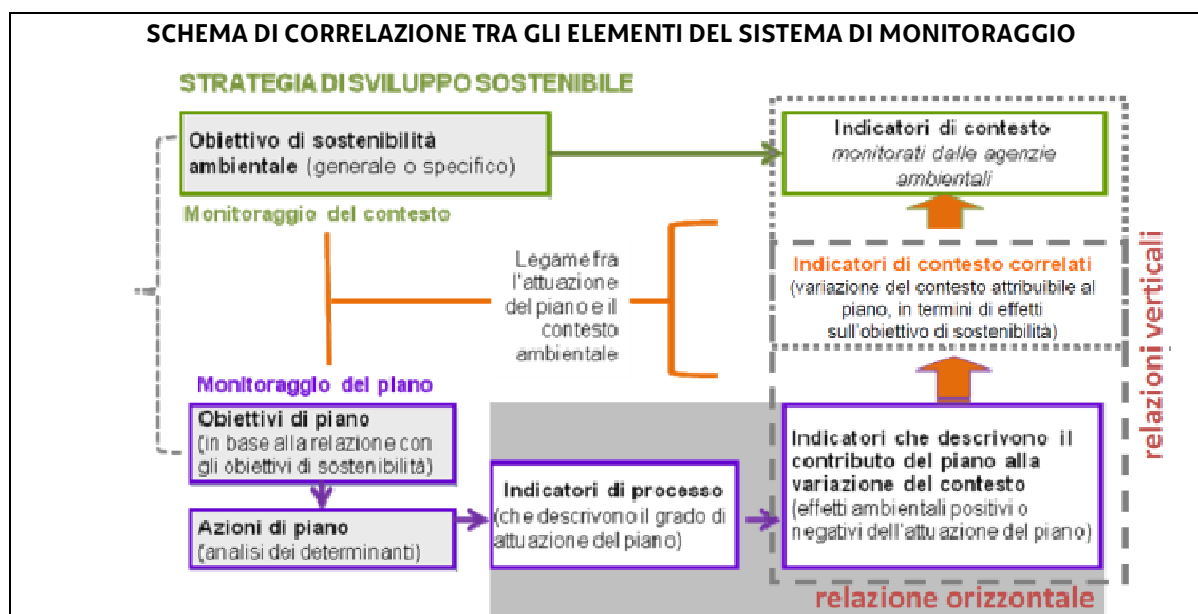 SCHEMA DI CORRELAZIONE TRA GLI ELEMENTI DEL SISTEMA DI MONITORAGGIO
STRATEGIA DI SVILUPPO SOSTENIBILE
Obiettivo di sostenibilità
ambientale (generale o specifico)
Indicatori di contesto
monitorati dalle agenzie
ambientali
Monitoraggio del contesto
Legame fra
l'attuazione
del piano e il
contesto
ambientale
Indicatori di contesto correlati
(variazione del contesto attribuibile al
piano, in termini di effetti
sull'obiettivo di sostenibilità)
relazioni verticali
Monitoraggio del piano
Obiettivi di piano
(in base alla relazione con
gli obiettivi di sostenibilità)
Azioni di piano
(analisi dei determinanti)
Indicatori di processo
(che descrivono il grado di
attuazione del piano)
Indicatori che descrivono il
contributo del piano alla
variazione del contesto
(effetti ambientali positivi o
negativi dell'attuazione del piano)
relazione orizzontale